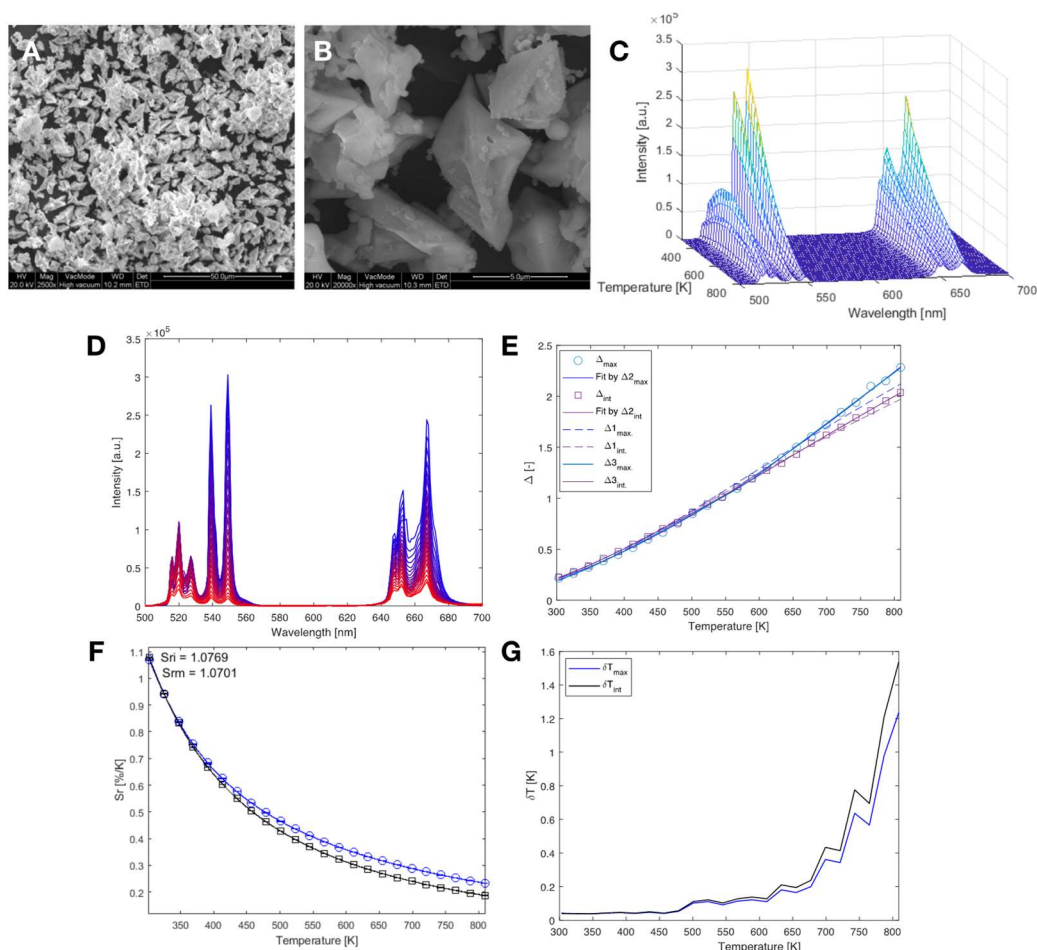 A
HV Mag VacMode WD Det
20.0 kV 2500x High vacuum 10.2 mm ETD
50.0µm
B
HV Mag VacMode WD Det
20.0 kV 20000x High vacuum 10.3 mm ETD
5.0µm
C
×10⁵
3.5
3
2.5
2
1.5
1
0.5
0
Intensity [a.u.]
400
600
800
Temperature [K]
500
550
600
650
700
Wavelength [nm]
D
×10⁵
3.5
3
2.5
2
1.5
1
0.5
0
Intensity [a.u.]
500 520 540 560 580 600 620 640 660 680 700
Wavelength [nm]
E
2.5
2
1.5
1
0.5
0
Δ [-]
Δmax
Fit by Δ2max
Δint
Fit by Δ2int
Δ1max.
Δ1int.
Δ3max.
Δ3int.
300 350 400 450 500 550 600 650 700 750 800
Temperature [K]
F
1.1
1
0.9
0.8
0.7
0.6
0.5
0.4
0.3
0.2
Sr [%/K]
Sri = 1.0769
Srm = 1.0701
350 400 450 500 550 600 650 700 750 800
Temperature [K]
G
1.6
1.4
1.2
1
0.8
0.6
0.4
0.2
0
δT [K]
δTmax
δTint
300 350 400 450 500 550 600 650 700 750 800
Temperature [K]